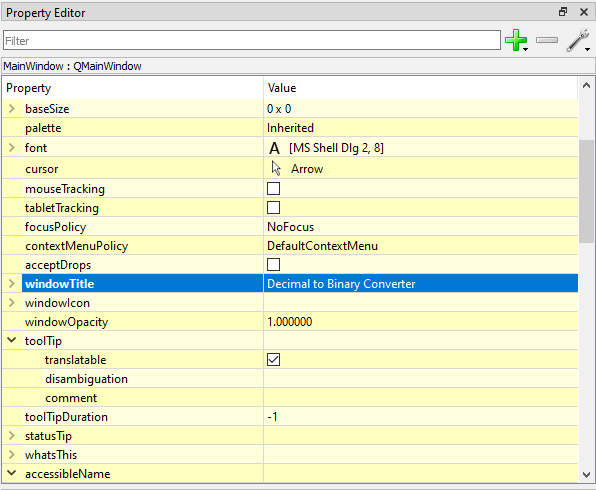 Property Editor
Filter
MainWindow : QMainWindow
Property Value
baseSize 0 x 0
palette Inherited
font A [MS Shell Dlg 2, 8]
cursor Arrow
mouseTracking
tabletTracking
focusPolicy NoFocus
contextMenuPolicy DefaultContextMenu
acceptDrops
windowTitle Decimal to Binary Converter
windowIcon
windowOpacity 1.000000
toolTip
translatable
disambiguation
comment
toolTipDuration -1
statusTip
whatsThis
accessibleName